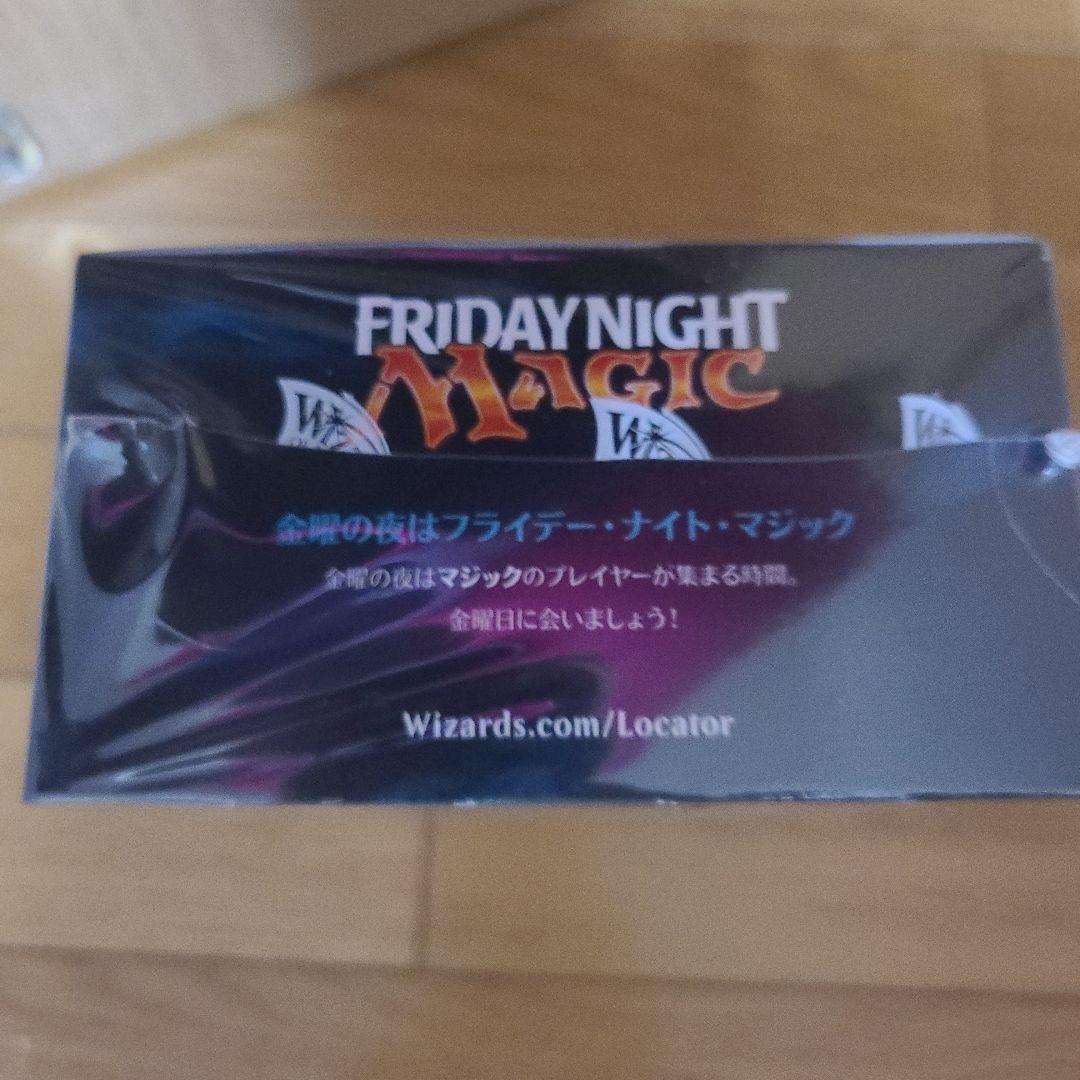 FRIDAY NIGHT
MAGIC
金曜の夜はフライデー・ナイト・マジック
金曜の夜はマジックのプレイヤーが集まる時間。
金曜日に会いましょう!
Wizards.com/Locator